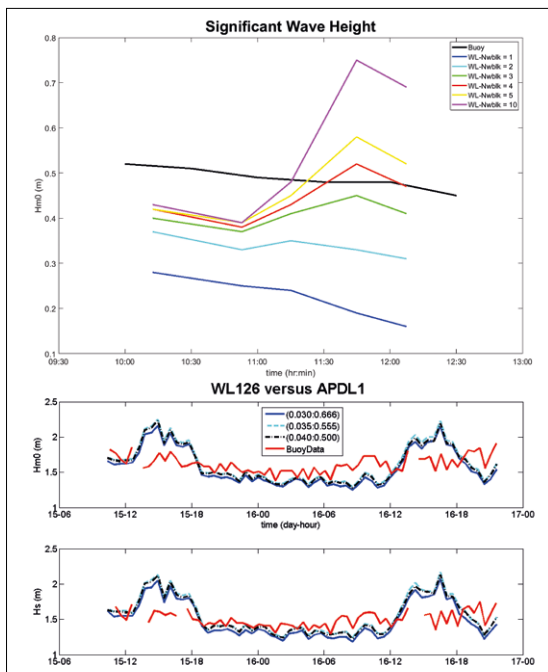 Significant Wave Height
Hm0 (m)
0.8
0.7
0.6
0.5
0.4
0.3
0.2
0.1
Buoy
WL-Nwblk = 1
WL-Nwblk = 2
WL-Nwblk = 3
WL-Nwblk = 4
WL-Nwblk = 5
WL-Nwblk = 10
09:30 10:00 10:30 11:00 11:30 12:00 12:30 13:00
time (hr:min)
WL126 versus APDL1
Hm0 (m)
2.5
2
1.5
1
(0.030:0.666)
(0.035:0.555)
(0.040:0.500)
BuoyData
15-06 15-12 15-18 16-00 16-06 16-12 16-18 17-00
time (day-hour)
Hs (m)
2.5
2
1.5
1
15-06 15-12 15-18 16-00 16-06 16-12 16-18 17-00